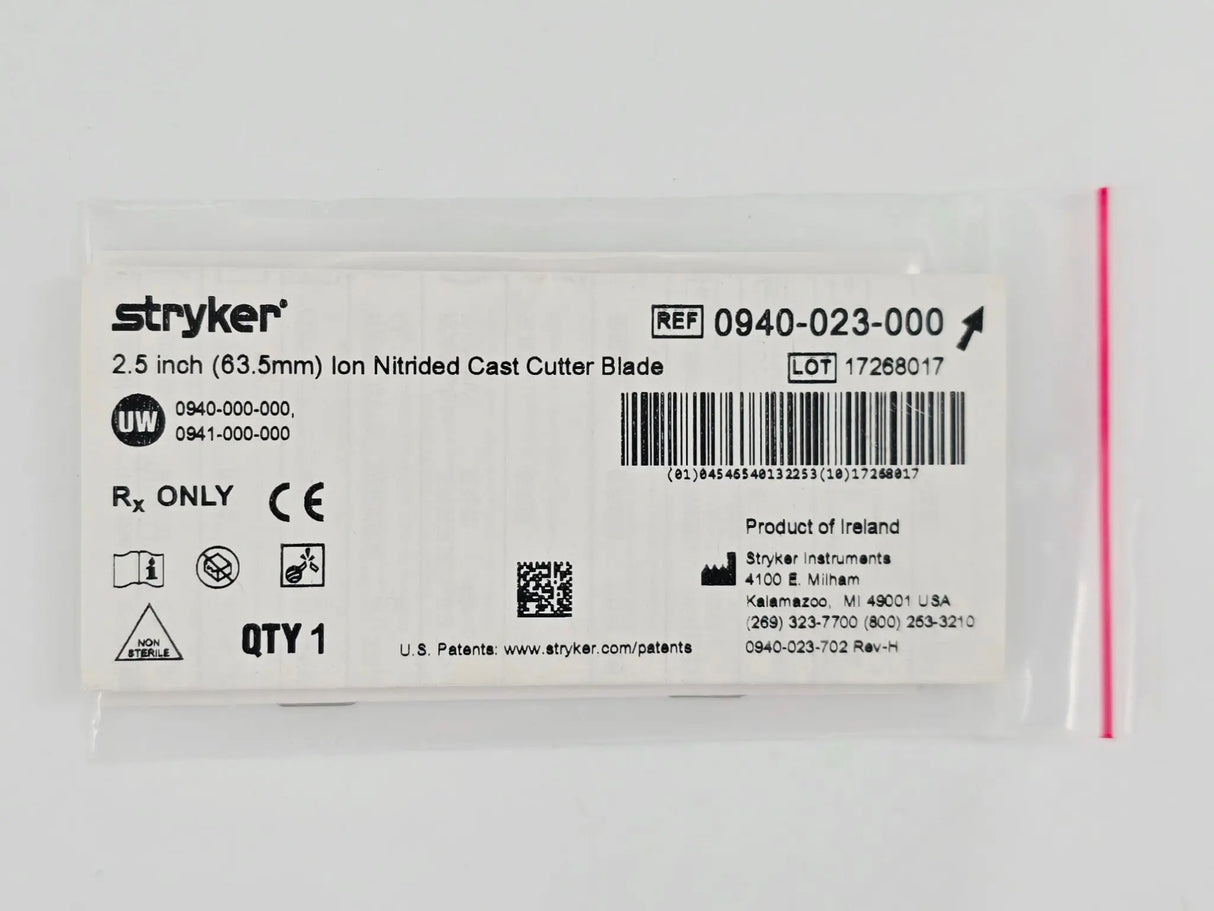 stryker
REF 0940-023-000
2.5 inch (63.5mm) Ion Nitrided Cast Cutter Blade
LOT 17268017
UW 0940-000-000,
0941-000-000
(01)04546540132253(10)17268017
Rx ONLY CE
Product of Ireland
Stryker Instruments
4100 E. Milham
Kalamazoo, MI 49001 USA
(269) 323-7700 (800) 253-3210
NON
STERILE
QTY 1
U.S. Patents: www.stryker.com/patents
0940-023-702 Rev-H